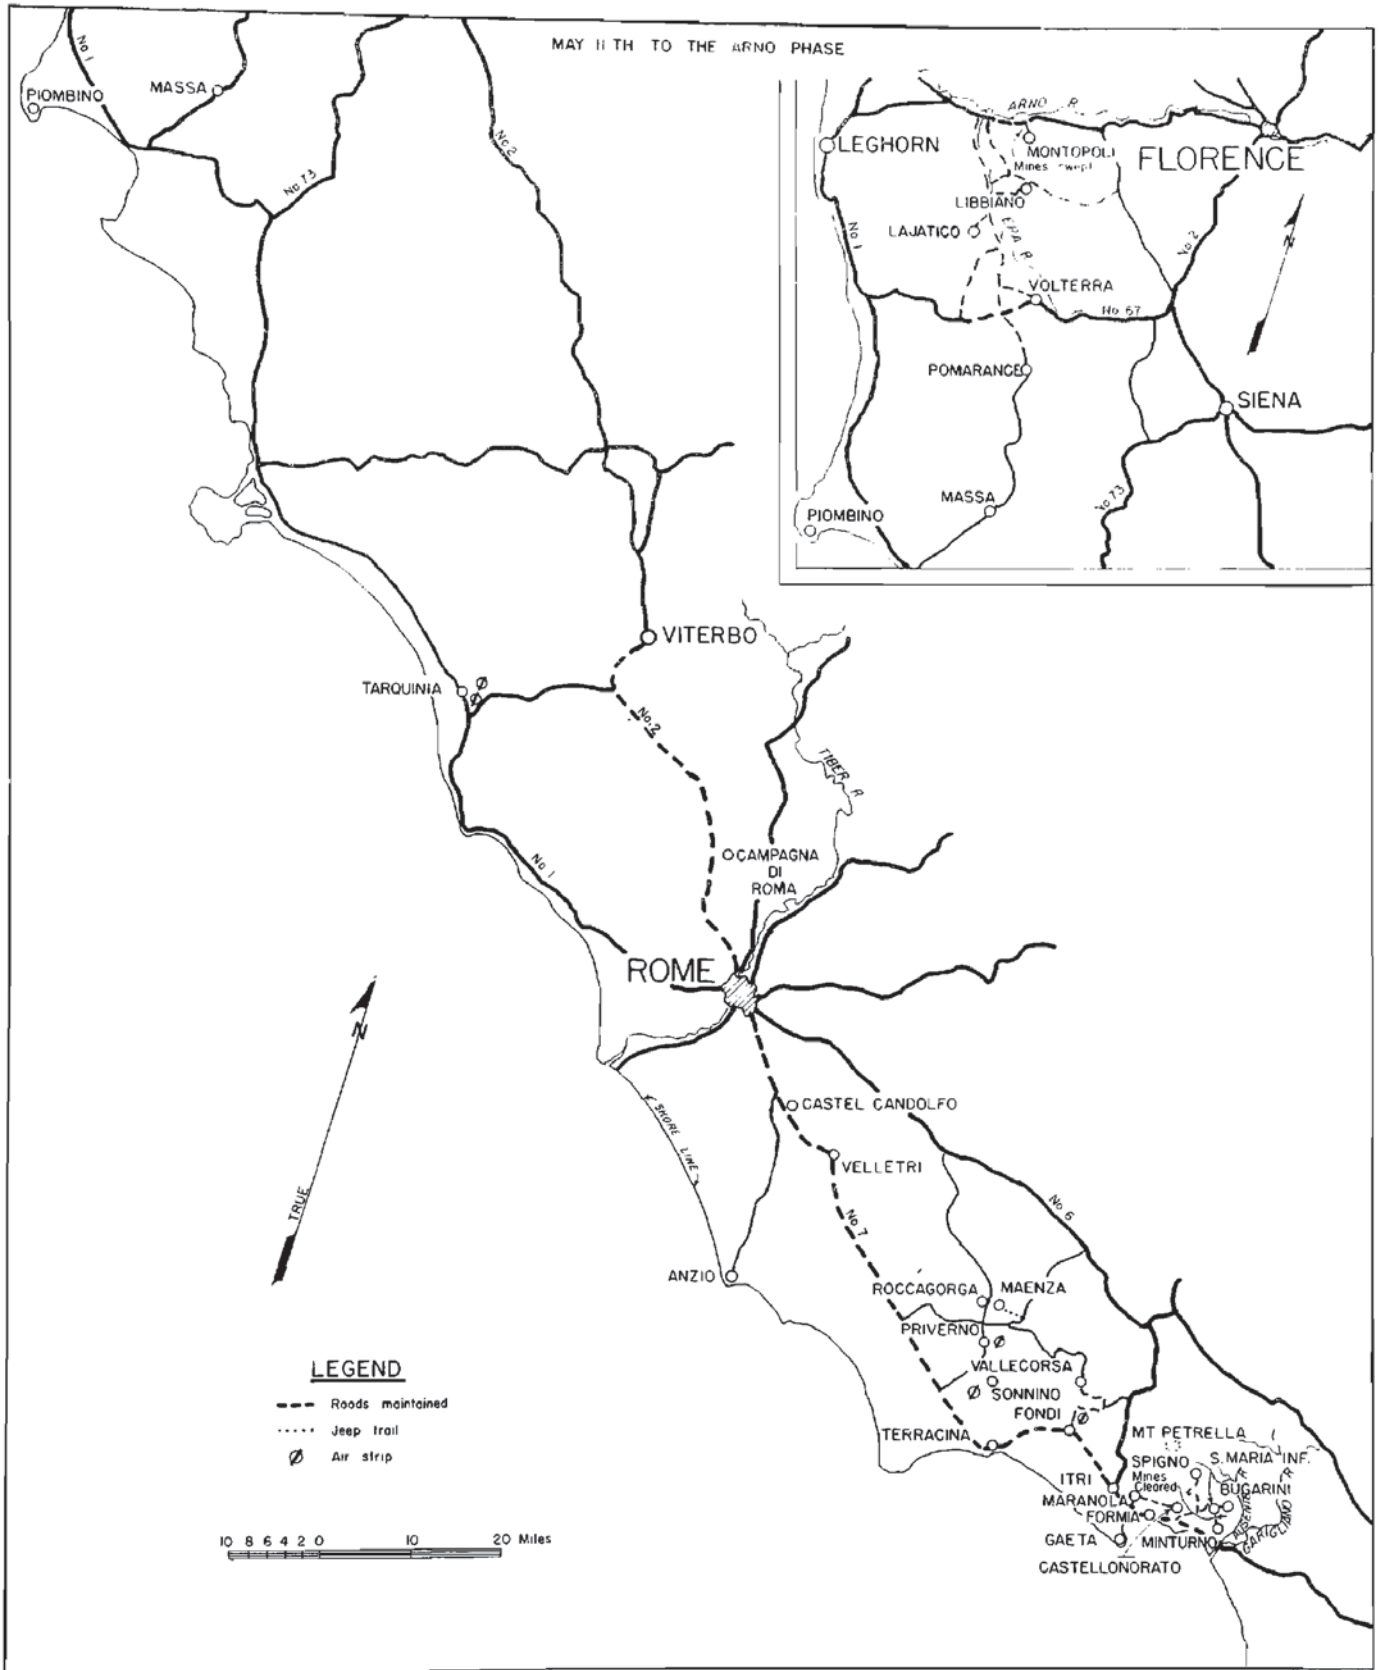 MAY 11TH TO THE ARNO PHASE
No. 1
MASSA
PIOMBINO
No. 2
No 73
ARNO R.
LEGHORN
MONTOPOLI
Mines swept
FLORENCE
LIBBIANO
LAJATICO
No 1
No 2
N
VOLTERRA
No 67
POMARANCE
SIENA
MASSA
PIOMBINO
No 73
VITERBO
TARQUINIA
No. 2
TIBER R
CAMPAGNA
DI
ROMA
No 1
ROME
N
TRUE
SHORE LINE
CASTEL CANDOLFO
VELLETRI
No 7
No 6
ANZIO
ROCCAGORGA
MAENZA
PRIVERNO
VALLECORSA
SONNINO
FONDI
TERRACINA
MT PETRELLA
SPIGNO
S. MARIA INF.
ITRI
Mines
Cleared
BUGARINI
MARANOLA
FORMIA
AUSENTE R
GARIGLIANO R
GAETA
MINTURNO
CASTELLONORATO
LEGEND
Roads maintained
Jeep trail
Air strip
10 8 6 4 2 0 10 20 Miles